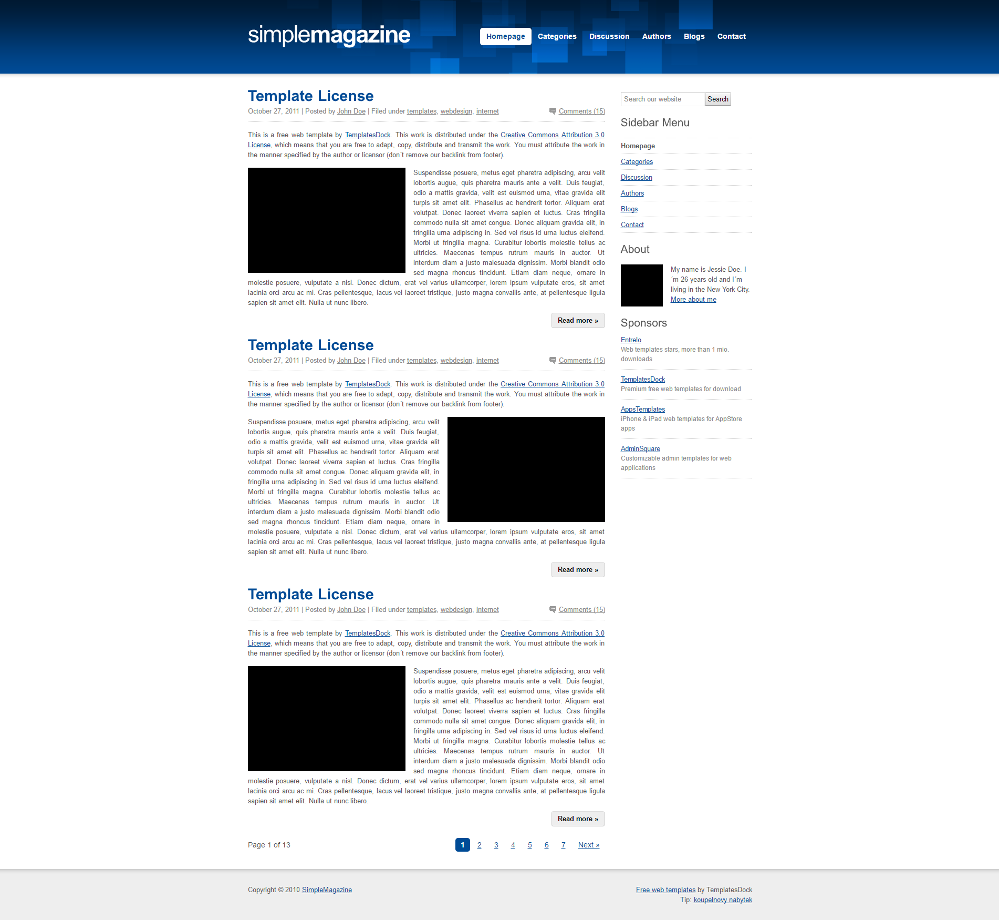 simplemagazine
Homepage Categories Discussion Authors Blogs Contact
Template License
October 27, 2011 | Posted by John Doe | Filed under templates, webdesign, internet
Comments (15)
This is a free web template by TemplatesDock. This work is distributed under the Creative Commons Attribution 3.0
License, which means that you are free to adapt, copy, distribute and transmit the work. You must attribute the work in
the manner specified by the author or licensor (don´t remove our backlink from footer).
Suspendisse posuere, metus eget pharetra adipiscing, arcu velit
lobortis augue, quis pharetra mauris ante a velit. Duis feugiat,
odio a mattis gravida, velit est euismod urna, vitae gravida elit
turpis sit amet elit. Phasellus ac hendrerit tortor. Aliquam erat
volutpat. Donec laoreet viverra sapien et luctus. Cras fringilla
commodo nulla sit amet congue. Donec aliquam gravida elit, in
fringilla urna adipiscing in. Sed vel risus id urna luctus eleifend.
Morbi ut fringilla magna. Curabitur lobortis molestie tellus ac
ultricies. Maecenas tempus rutrum mauris in auctor. Ut
interdum diam a justo malesuada dignissim. Morbi blandit odio
sed magna rhoncus tincidunt. Etiam diam neque, ornare in
molestie posuere, vulputate a nisl. Donec dictum, erat vel varius ullamcorper, lorem ipsum vulputate eros, sit amet
lacinia orci arcu ac mi. Cras pellentesque, lacus vel laoreet tristique, justo magna convallis ante, at pellentesque ligula
sapien sit amet elit. Nulla ut nunc libero.
Read more »
Template License
October 27, 2011 | Posted by John Doe | Filed under templates, webdesign, internet
Comments (15)
This is a free web template by TemplatesDock. This work is distributed under the Creative Commons Attribution 3.0
License, which means that you are free to adapt, copy, distribute and transmit the work. You must attribute the work in
the manner specified by the author or licensor (don´t remove our backlink from footer).
Suspendisse posuere, metus eget pharetra adipiscing, arcu velit
lobortis augue, quis pharetra mauris ante a velit. Duis feugiat,
odio a mattis gravida, velit est euismod urna, vitae gravida elit
turpis sit amet elit. Phasellus ac hendrerit tortor. Aliquam erat
volutpat. Donec laoreet viverra sapien et luctus. Cras fringilla
commodo nulla sit amet congue. Donec aliquam gravida elit, in
fringilla urna adipiscing in. Sed vel risus id urna luctus eleifend.
Morbi ut fringilla magna. Curabitur lobortis molestie tellus ac
ultricies. Maecenas tempus rutrum mauris in auctor. Ut
interdum diam a justo malesuada dignissim. Morbi blandit odio
sed magna rhoncus tincidunt. Etiam diam neque, ornare in
molestie posuere, vulputate a nisl. Donec dictum, erat vel varius ullamcorper, lorem ipsum vulputate eros, sit amet
lacinia orci arcu ac mi. Cras pellentesque, lacus vel laoreet tristique, justo magna convallis ante, at pellentesque ligula
sapien sit amet elit. Nulla ut nunc libero.
Read more »
Template License
October 27, 2011 | Posted by John Doe | Filed under templates, webdesign, internet
Comments (15)
This is a free web template by TemplatesDock. This work is distributed under the Creative Commons Attribution 3.0
License, which means that you are free to adapt, copy, distribute and transmit the work. You must attribute the work in
the manner specified by the author or licensor (don´t remove our backlink from footer).
Suspendisse posuere, metus eget pharetra adipiscing, arcu velit
lobortis augue, quis pharetra mauris ante a velit. Duis feugiat,
odio a mattis gravida, velit est euismod urna, vitae gravida elit
turpis sit amet elit. Phasellus ac hendrerit tortor. Aliquam erat
volutpat. Donec laoreet viverra sapien et luctus. Cras fringilla
commodo nulla sit amet congue. Donec aliquam gravida elit, in
fringilla urna adipiscing in. Sed vel risus id urna luctus eleifend.
Morbi ut fringilla magna. Curabitur lobortis molestie tellus ac
ultricies. Maecenas tempus rutrum mauris in auctor. Ut
interdum diam a justo malesuada dignissim. Morbi blandit odio
sed magna rhoncus tincidunt. Etiam diam neque, ornare in
molestie posuere, vulputate a nisl. Donec dictum, erat vel varius ullamcorper, lorem ipsum vulputate eros, sit amet
lacinia orci arcu ac mi. Cras pellentesque, lacus vel laoreet tristique, justo magna convallis ante, at pellentesque ligula
sapien sit amet elit. Nulla ut nunc libero.
Read more »
Page 1 of 13
1 2 3 4 5 6 7 Next »
Search our website
Search
Sidebar Menu
Homepage
Categories
Discussion
Authors
Blogs
Contact
About
My name is Jessie Doe. I
´m 26 years old and I´m
living in the New York City.
More about me
Sponsors
Entrelo
Web templates stars, more than 1 mio.
downloads
TemplatesDock
Premium free web templates for download
AppsTemplates
iPhone & iPad web templates for AppStore
apps
AdminSquare
Customizable admin templates for web
applications
Copyright © 2010 SimpleMagazine
Free web templates by TemplatesDock
Tip: koupelnovy nabytek